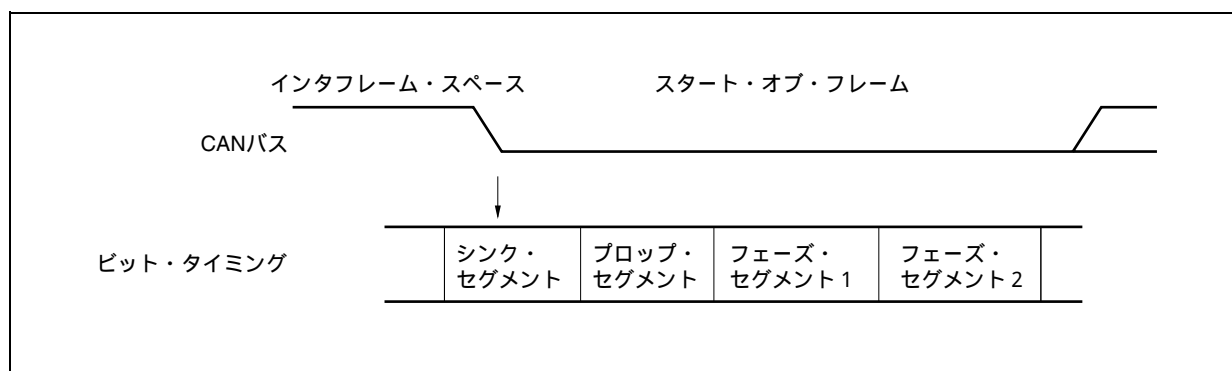 インタフレーム・スペース
スタート・オブ・フレーム
CANバス
ビット・タイミング
シンク・
セグメント
プロップ・
セグメント
フェーズ・
セグメント1
フェーズ・
セグメント2